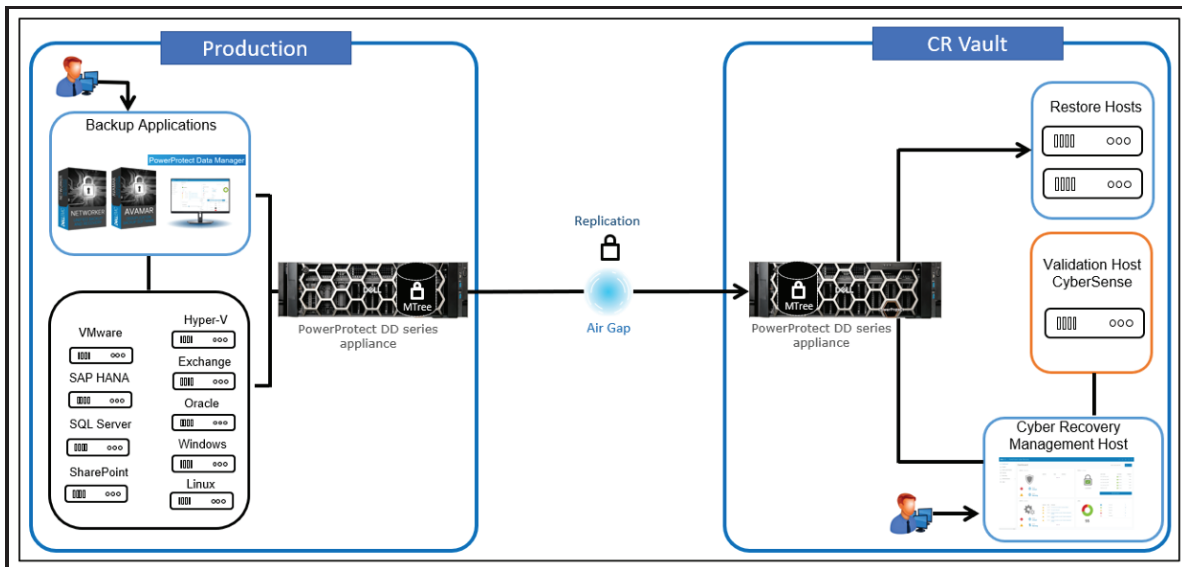 Production
Backup Applications
PowerProtect Data Manager
NETWORKER
AVAMAR
VMware
SAP HANA
SQL Server
SharePoint
Hyper-V
Exchange
Oracle
Windows
Linux
DELL
MTree
PowerProtect DD series
appliance
Replication
Air Gap
CR Vault
MTree
DELL
PowerProtect DD series
appliance
Restore Hosts
Validation Host
CyberSense
Cyber Recovery
Management Host